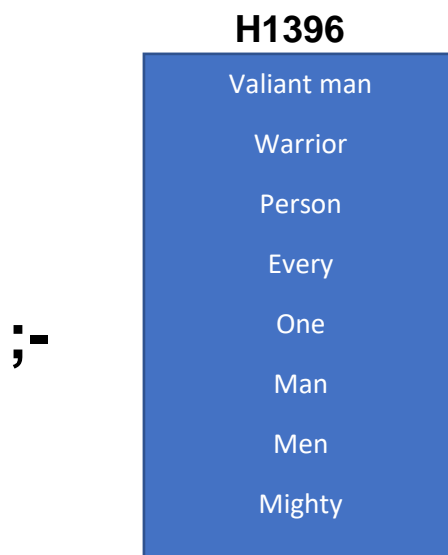 H1396
Valiant man
Warrior
Person
Every
;-
One
Man
Men
Mighty